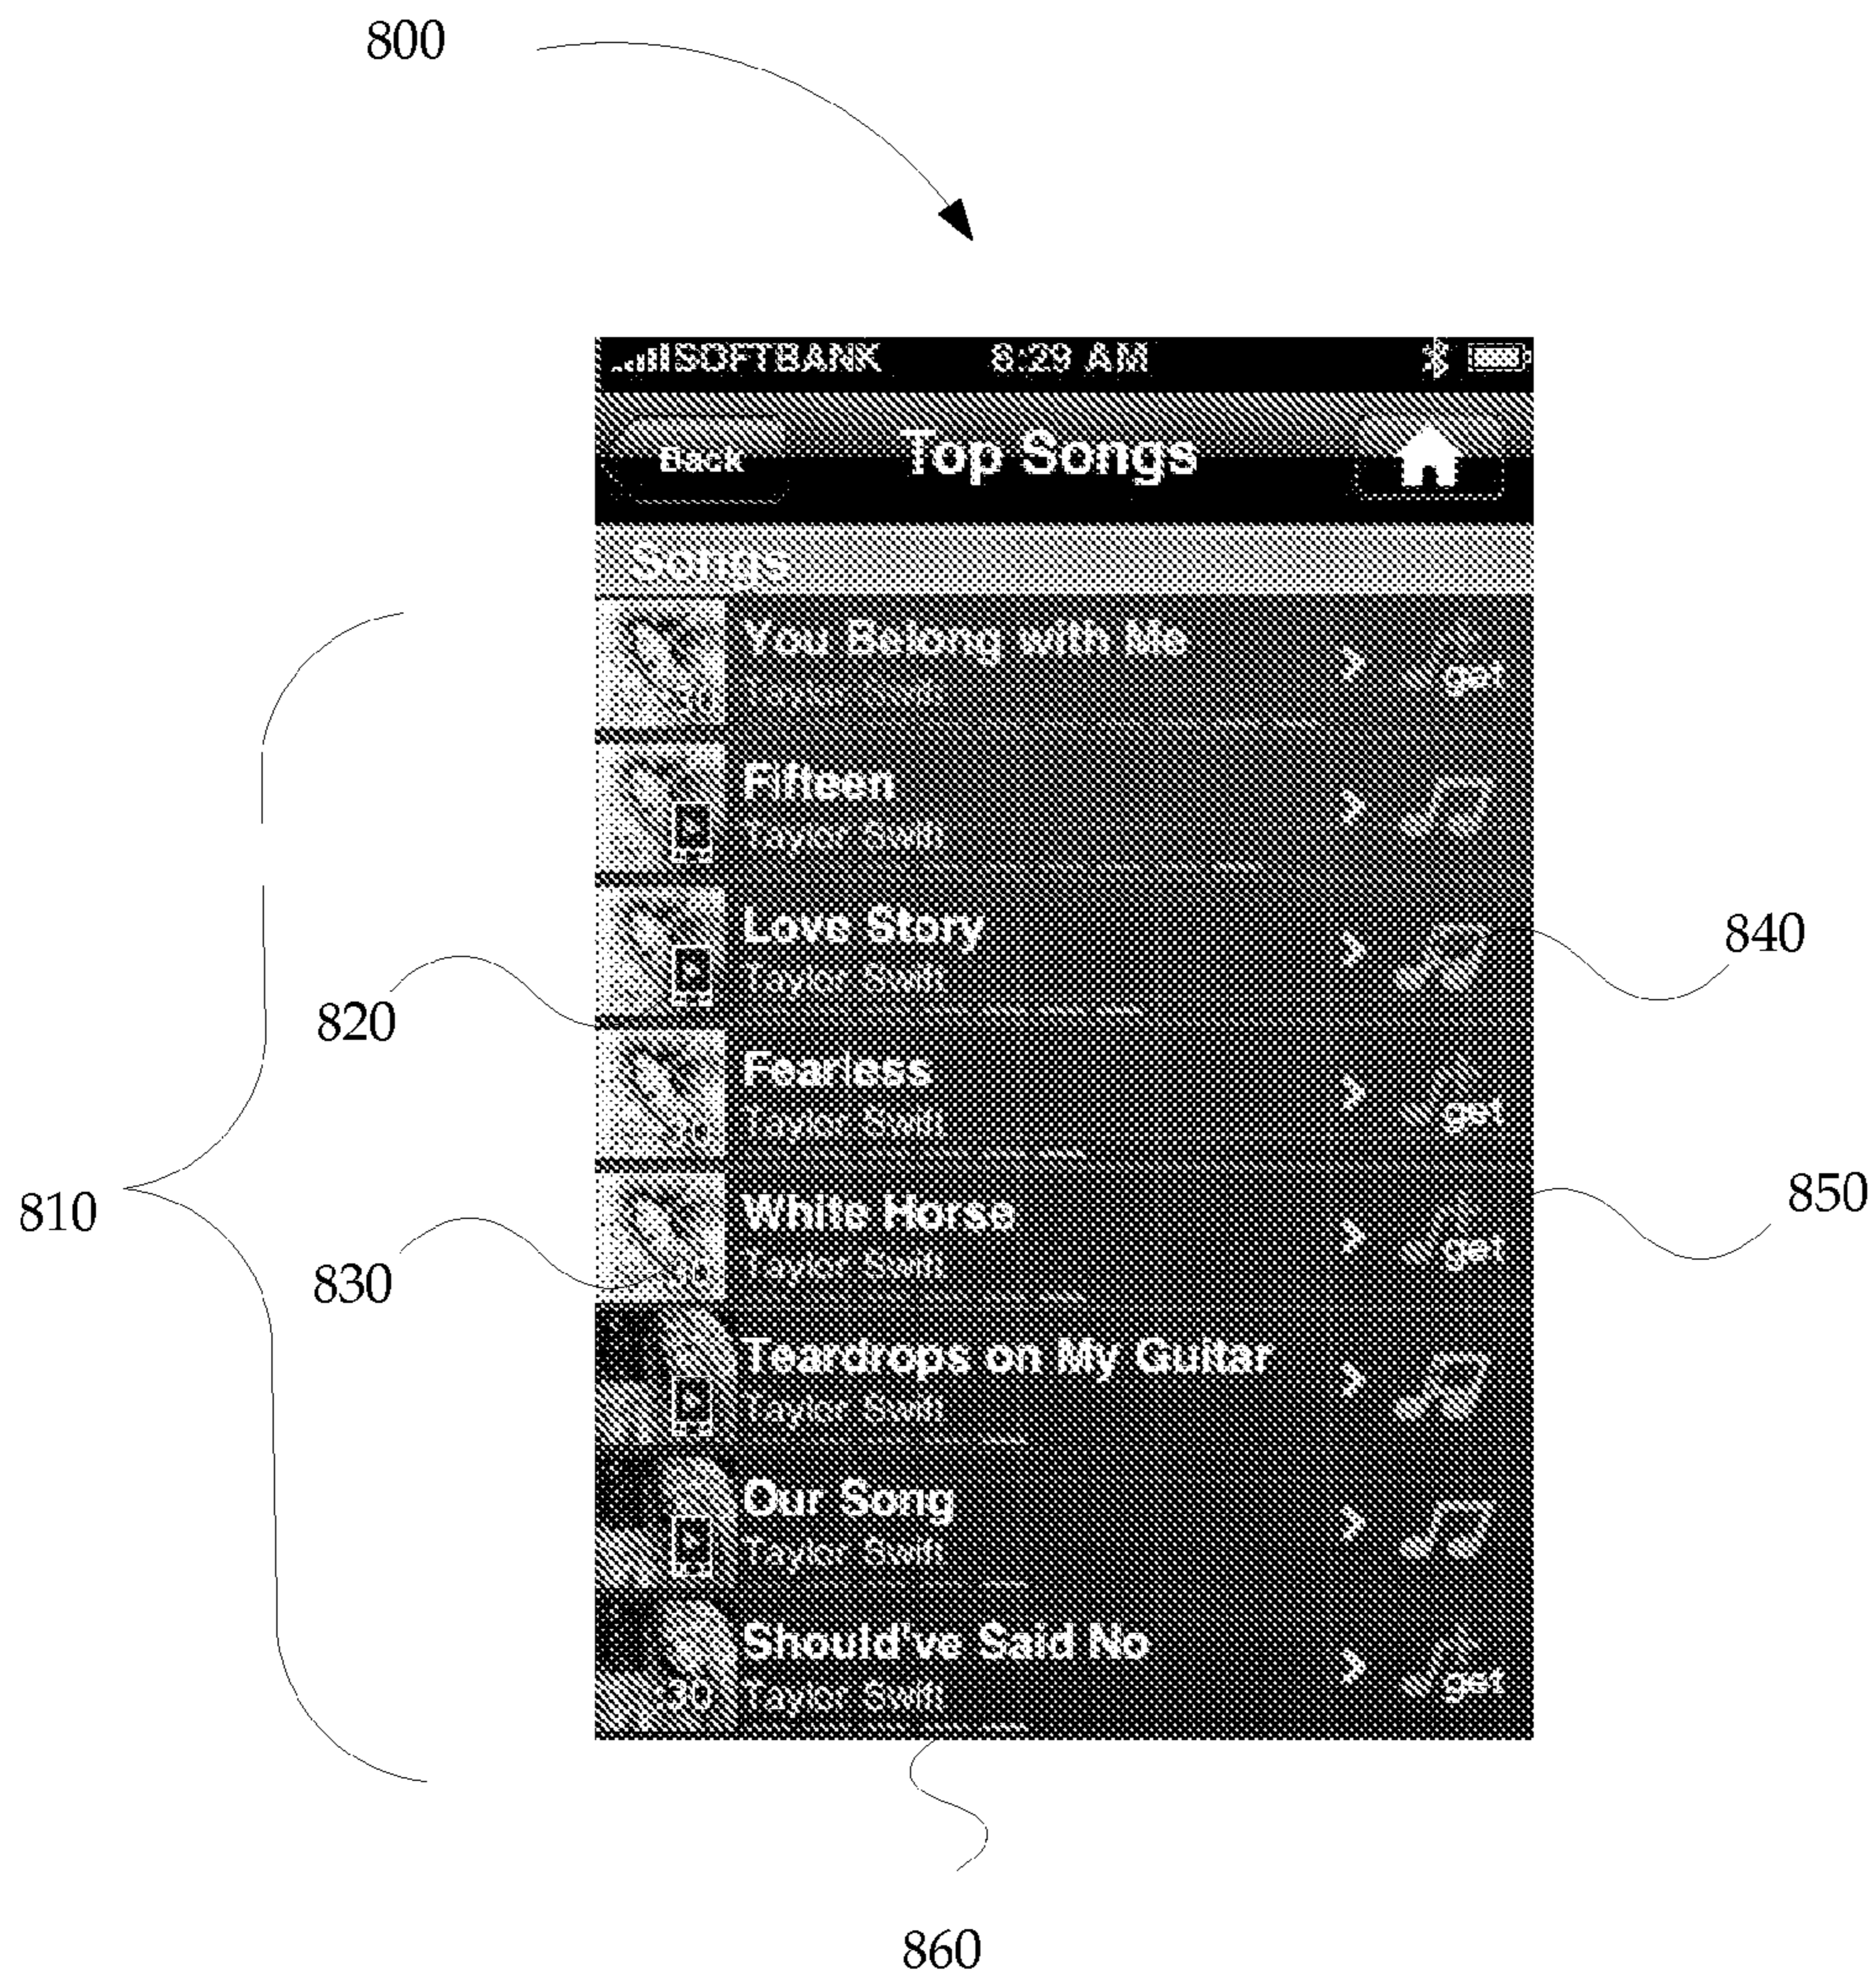 800
SOFTBANK 8:29 AM
Back Top Songs
Songs
You Belong with Me
Taylor Swift
get
Fifteen
Taylor Swift
Love Story
Taylor Swift
840
820
Fearless
Taylor Swift
get
810
850
White Horse
Taylor Swift
:30
get
830
Teardrops on My Guitar
Taylor Swift
Our Song
Taylor Swift
Should've Said No
:30 Taylor Swift
get
860